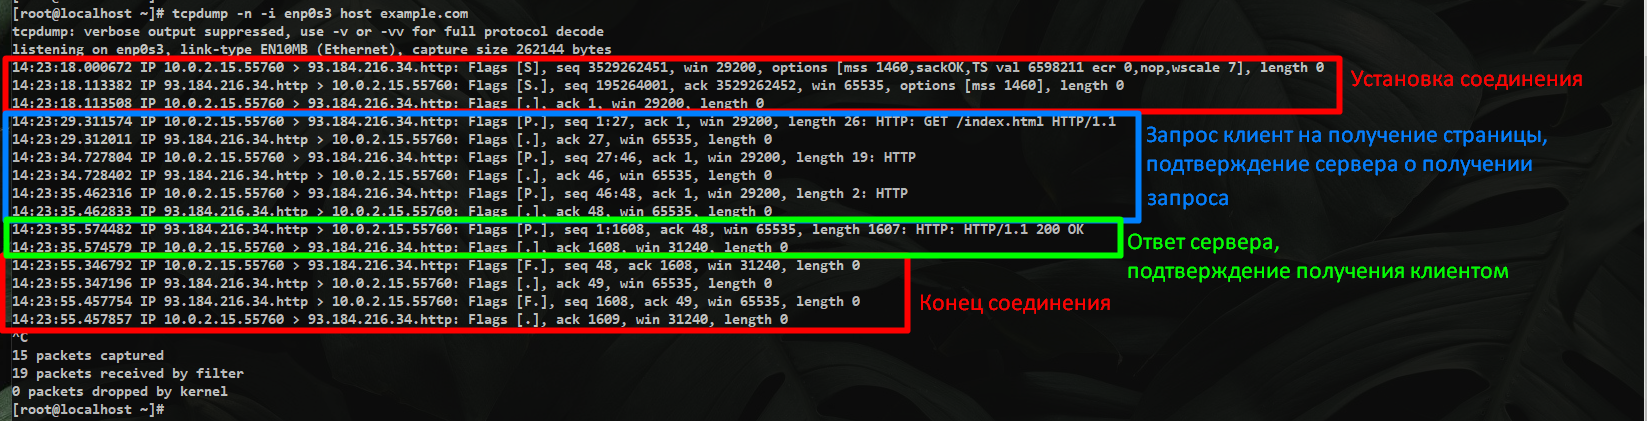 [root@localhost ~]# tcpdump -n -i enp0s3 host example.com
tcpdump: verbose output suppressed, use -v or -vv for full protocol decode
listening on enp0s3, link-type EN10MB (Ethernet), capture size 262144 bytes
14:23:18.000672 IP 10.0.2.15.55760 > 93.184.216.34.http: Flags [S], seq 3529262451, win 29200, options [mss 1460,sackOK,TS val 6598211 ecr 0,nop,wscale 7], length 0
14:23:18.113382 IP 93.184.216.34.http > 10.0.2.15.55760: Flags [S.], seq 195264001, ack 3529262452, win 65535, options [mss 1460], length 0
14:23:18.113508 IP 10.0.2.15.55760 > 93.184.216.34.http: Flags [.], ack 1, win 29200, length 0
Установка соединения
14:23:29.311574 IP 10.0.2.15.55760 > 93.184.216.34.http: Flags [P.], seq 1:27, ack 1, win 29200, length 26: HTTP: GET /index.html HTTP/1.1
14:23:29.312011 IP 93.184.216.34.http > 10.0.2.15.55760: Flags [.], ack 27, win 65535, length 0
14:23:34.727804 IP 10.0.2.15.55760 > 93.184.216.34.http: Flags [P.], seq 27:46, ack 1, win 29200, length 19: HTTP
14:23:34.728402 IP 93.184.216.34.http > 10.0.2.15.55760: Flags [.], ack 46, win 65535, length 0
14:23:35.462316 IP 10.0.2.15.55760 > 93.184.216.34.http: Flags [P.], seq 46:48, ack 1, win 29200, length 2: HTTP
14:23:35.462833 IP 93.184.216.34.http > 10.0.2.15.55760: Flags [.], ack 48, win 65535, length 0
Запрос клиент на получение страницы,
подтверждение сервера о получении
запроса
14:23:35.574482 IP 93.184.216.34.http > 10.0.2.15.55760: Flags [P.], seq 1:1608, ack 48, win 65535, length 1607: HTTP: HTTP/1.1 200 OK
14:23:35.574579 IP 10.0.2.15.55760 > 93.184.216.34.http: Flags [.], ack 1608, win 31240, length 0
Ответ сервера,
подтверждение получения клиентом
14:23:55.346792 IP 10.0.2.15.55760 > 93.184.216.34.http: Flags [F.], seq 48, ack 1608, win 31240, length 0
14:23:55.347196 IP 93.184.216.34.http > 10.0.2.15.55760: Flags [.], ack 49, win 65535, length 0
14:23:55.457754 IP 93.184.216.34.http > 10.0.2.15.55760: Flags [F.], seq 1608, ack 49, win 65535, length 0
14:23:55.457857 IP 10.0.2.15.55760 > 93.184.216.34.http: Flags [.], ack 1609, win 31240, length 0
Конец соединения
^C
15 packets captured
19 packets received by filter
0 packets dropped by kernel
[root@localhost ~]#